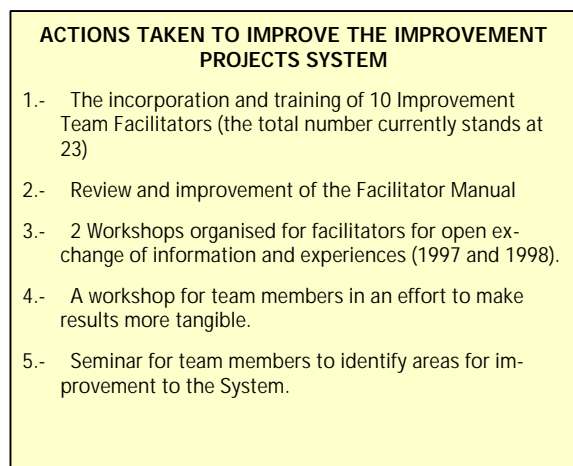 ACTIONS TAKEN TO IMPROVE THE IMPROVEMENT
PROJECTS SYSTEM
1.- The incorporation and training of 10 Improvement
Team Facilitators (the total number currently stands at
23)
2.- Review and improvement of the Facilitator Manual
3.- 2 Workshops organised for facilitators for open ex-
change of information and experiences (1997 and 1998).
4.- A workshop for team members in an effort to make
results more tangible.
5.- Seminar for team members to identify areas for im-
provement to the System.